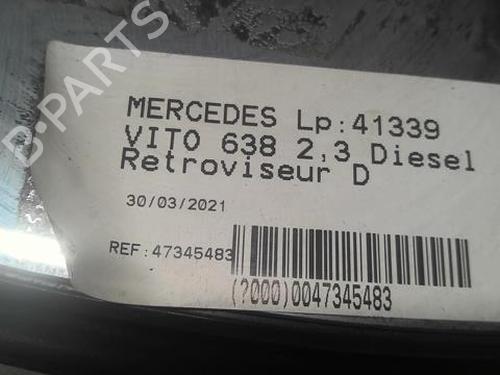 MERCEDES Lp:41339
VITO 638 2,3 Diesel
Retroviseur D
30/03/2021
REF:47345483
(?000)0047345483
B-PARTS